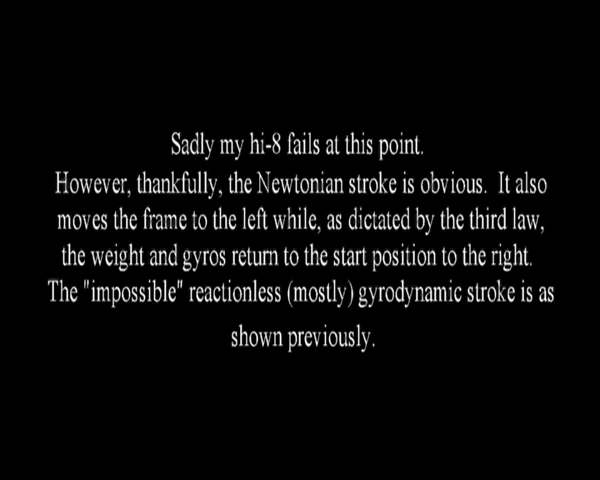 Sadly my hi-8 fails at this point.
However, thankfully, the Newtonian stroke is obvious.  It also
moves the frame to the left while, as dictated by the third law,
the weight and gyros return to the start position to the right.
The "impossible" reactionless (mostly) gyrodynamic stroke is as
shown previously.